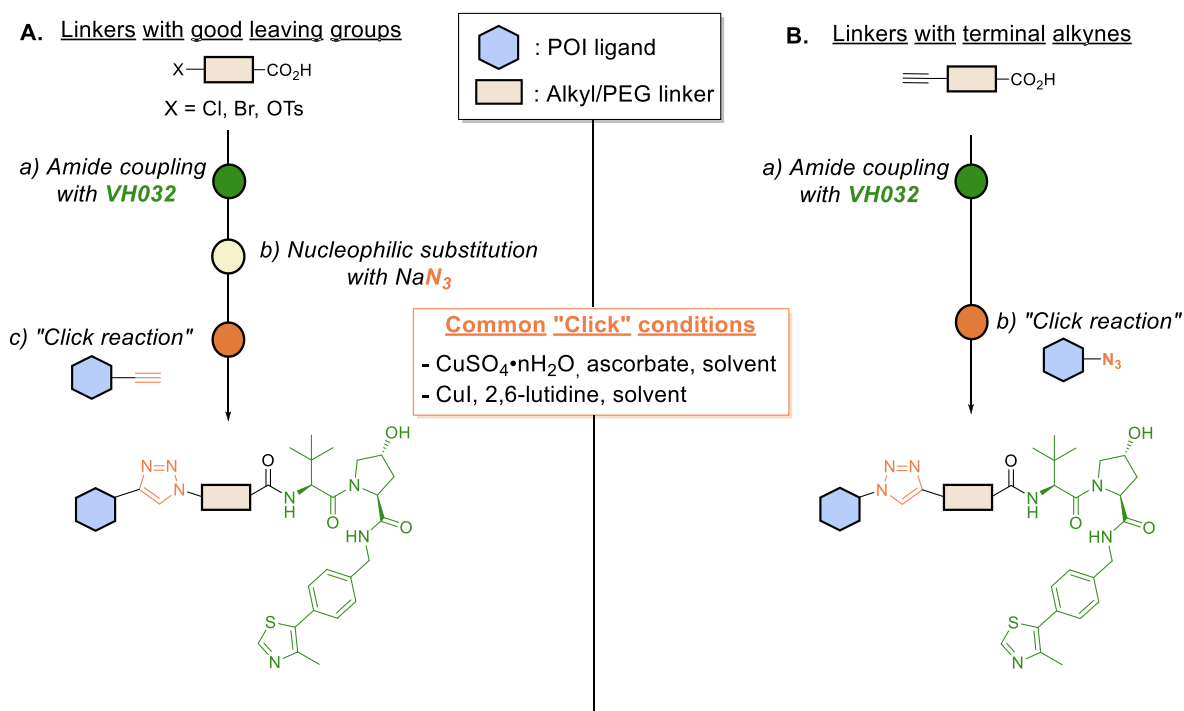 A. Linkers with good leaving groups
X CO₂H
X = Cl, Br, OTs
a) Amide coupling
with VH032
b) Nucleophilic substitution
with NaN₃
c) "Click reaction"
N=N
N
O
N
H
O
N
OH
O
HN
S
N
: POI ligand
: Alkyl/PEG linker
Common "Click" conditions
- CuSO₄•nH₂O, ascorbate, solvent
- CuI, 2,6-lutidine, solvent
B. Linkers with terminal alkynes
CO₂H
a) Amide coupling
with VH032
b) "Click reaction"
N₃
N=N
N
O
N
H
O
N
OH
O
HN
S
N